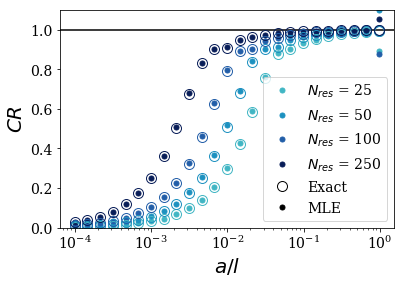 1.0
0.8
0.6
0.4
0.2
0.0
CR
N_res = 25
N_res = 50
N_res = 100
N_res = 250
Exact
MLE
10^-4
10^-3
10^-2
10^-1
10^0
a/l